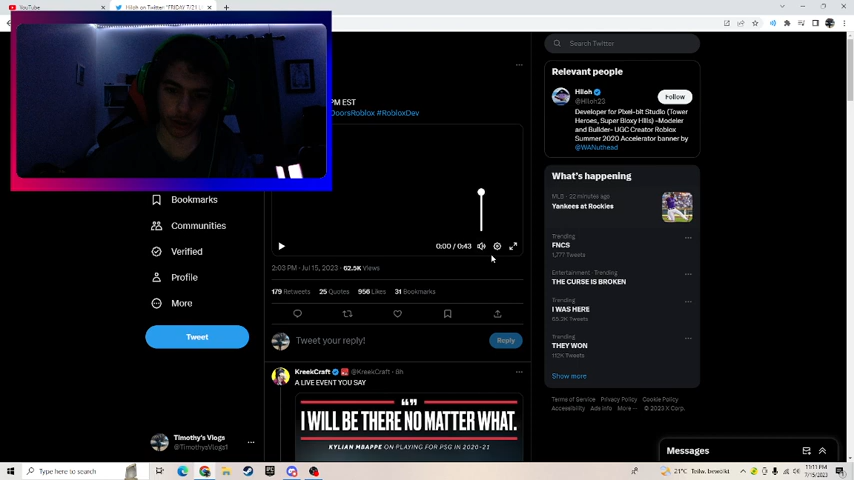 YouTube
Hiloh on Twitter: "FRIDAY 7/21
Search Twitter
Relevant people
Hiloh
@Hiloh23
Follow
Developer for Pixel-bit Studio (Tower
Heroes, Super Bloxy Hills) -Modeler
and Builder- UGC Creator Roblox
Summer 2020 Accelerator banner by
@WANuthead
PM EST
DoorsRoblox #RobloxDev
0:00 / 0:43
2:03 PM · Jul 15, 2023 · 62.5K Views
179 Retweets 25 Quotes 956 Likes 31 Bookmarks
Tweet your reply!
Reply
KreekCraft @KreekCraft · 8h
A LIVE EVENT YOU SAY
I WILL BE THERE NO MATTER WHAT.
KYLIAN MBAPPE ON PLAYING FOR PSG IN 2020-21
Bookmarks
Communities
Verified
Profile
More
Tweet
Timothy's Vlogs
@TimothysVlogs1
What's happening
MLB · 22 minutes ago
Yankees at Rockies
Trending
FNCS
1,777 Tweets
Entertainment · Trending
THE CURSE IS BROKEN
Trending
I WAS HERE
65.3K Tweets
Trending
THEY WON
112K Tweets
Show more
Terms of Service Privacy Policy Cookie Policy
Accessibility Ads info More ··· © 2023 X Corp.
Messages
Type here to search
21°C Tedw. bewolkt
11:11 PM
7/15/2023